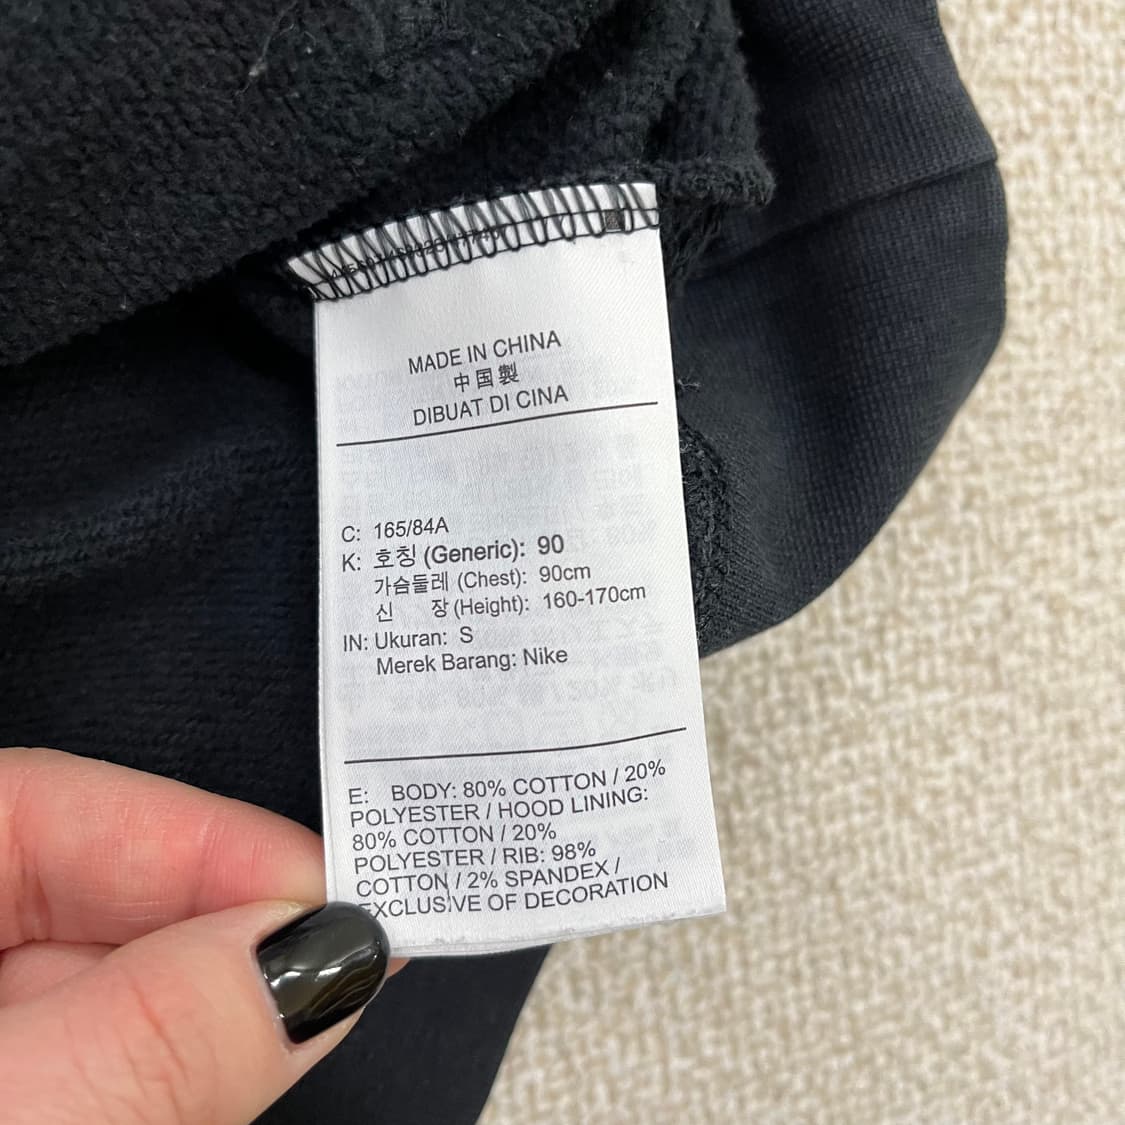 MADE IN CHINA
中国製
DIBUAT DI CINA
C: 165/84A
K: 호칭 (Generic): 90
가슴둘레 (Chest): 90cm
신 장 (Height): 160-170cm
IN: Ukuran: S
Merek Barang: Nike
E: BODY: 80% COTTON / 20%
POLYESTER / HOOD LINING:
80% COTTON / 20%
POLYESTER / RIB: 98%
COTTON / 2% SPANDEX /
EXCLUSIVE OF DECORATION